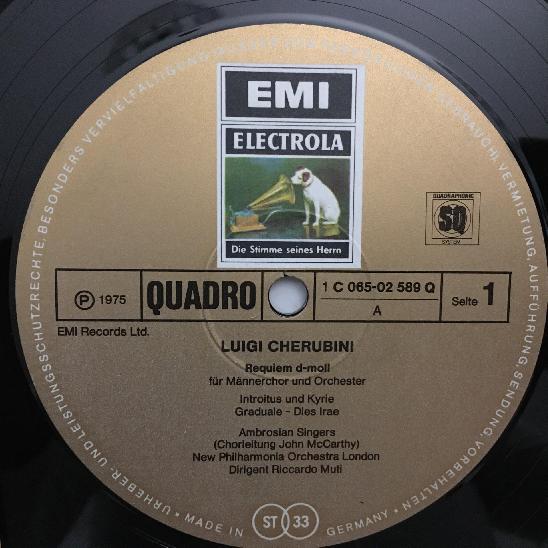 EMI
ELECTROLA
Die Stimme seines Herrn
QUADRAPHONIE
SQ
SYSTEM
℗ 1975
QUADRO
1 C 065-02 589 Q
A
Seite 1
EMI Records Ltd.
LUIGI CHERUBINI
Requiem d-moll
für Männerchor und Orchester
Introitus und Kyrie
Graduale - Dies Irae
Ambrosian Singers
(Chorleitung John McCarthy)
New Philharmonia Orchestra London
Dirigent Riccardo Muti
URHEBER- UND LEISTUNGSSCHUTZRECHTE, BESONDERS VERVIELFÄLTIGUNG, VERMIETUNG, AUFFÜHRUNG, SENDUNG VORBEHALTEN
• MADE IN GERMANY •
ST 33